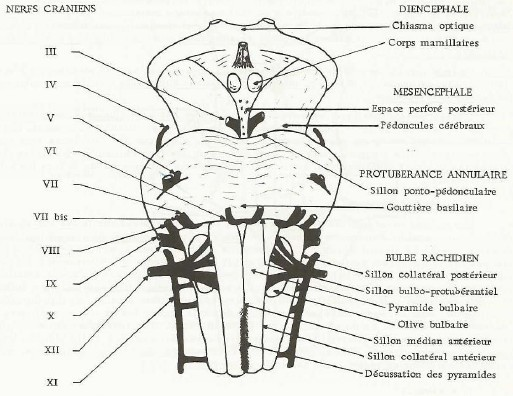 NERFS CRANIENS
III
IV
V
VI
VII
VII bis
VIII
IX
X
XII
XI
DIENCEPHALE
Chiasma optique
Corps mamillaires
MESENCEPHALE
Espace perforé postérieur
Pédoncules cérébraux
PROTUBERANCE ANNULAIRE
Sillon ponto-pédonculaire
Gouttière basilaire
BULBE RACHIDIEN
Sillon collatéral postérieur
Sillon bulbo-protubérantiel
Pyramide bulbaire
Olive bulbaire
Sillon médian antérieur
Sillon collatéral antérieur
Décussation des pyramides